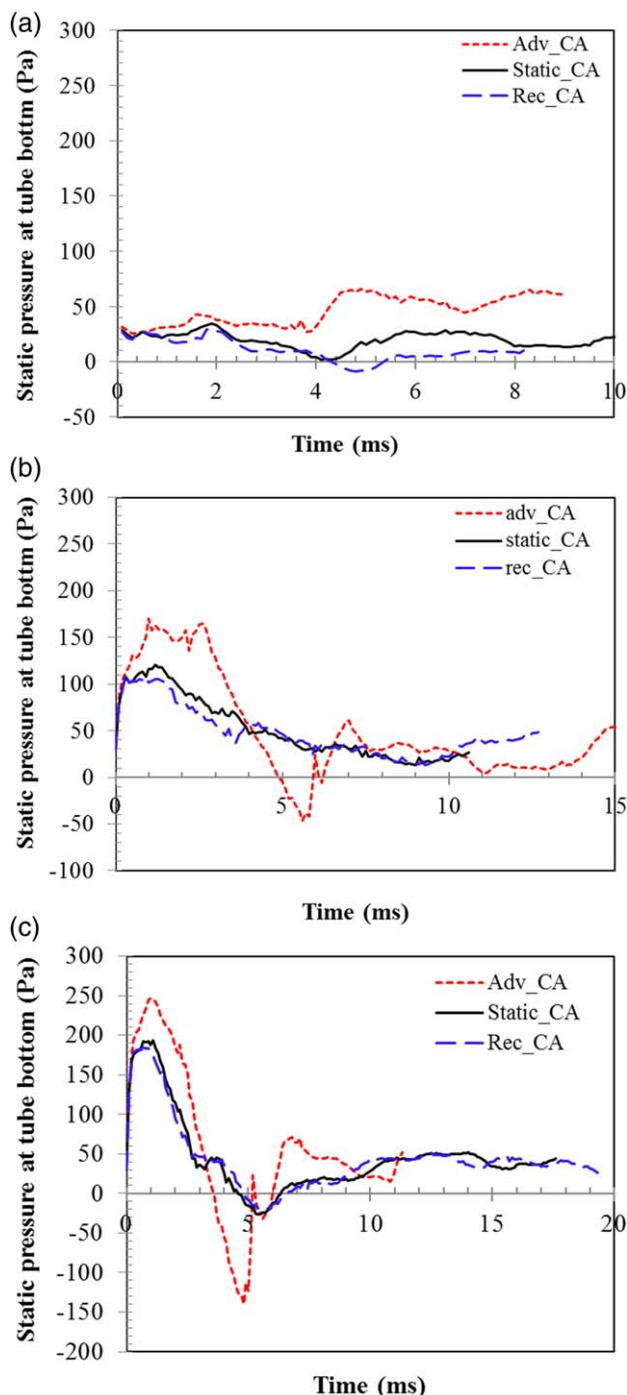 (a)
300
250
200
150
100
50
0
-50
Static pressure at tube bottm (Pa)
Adv_CA
Static_CA
Rec_CA
0 2 4 6 8 10
Time (ms)
(b)
300
250
200
150
100
50
0
-50
-100
Static pressure at tube bottm (Pa)
adv_CA
static_CA
rec_CA
0 5 10 15
Time (ms)
(c)
300
250
200
150
100
50
0
-50
-100
-150
-200
Static pressure at tube bottom (Pa)
Adv_CA
Static_CA
Rec_CA
0 5 10 15 20
Time (ms)